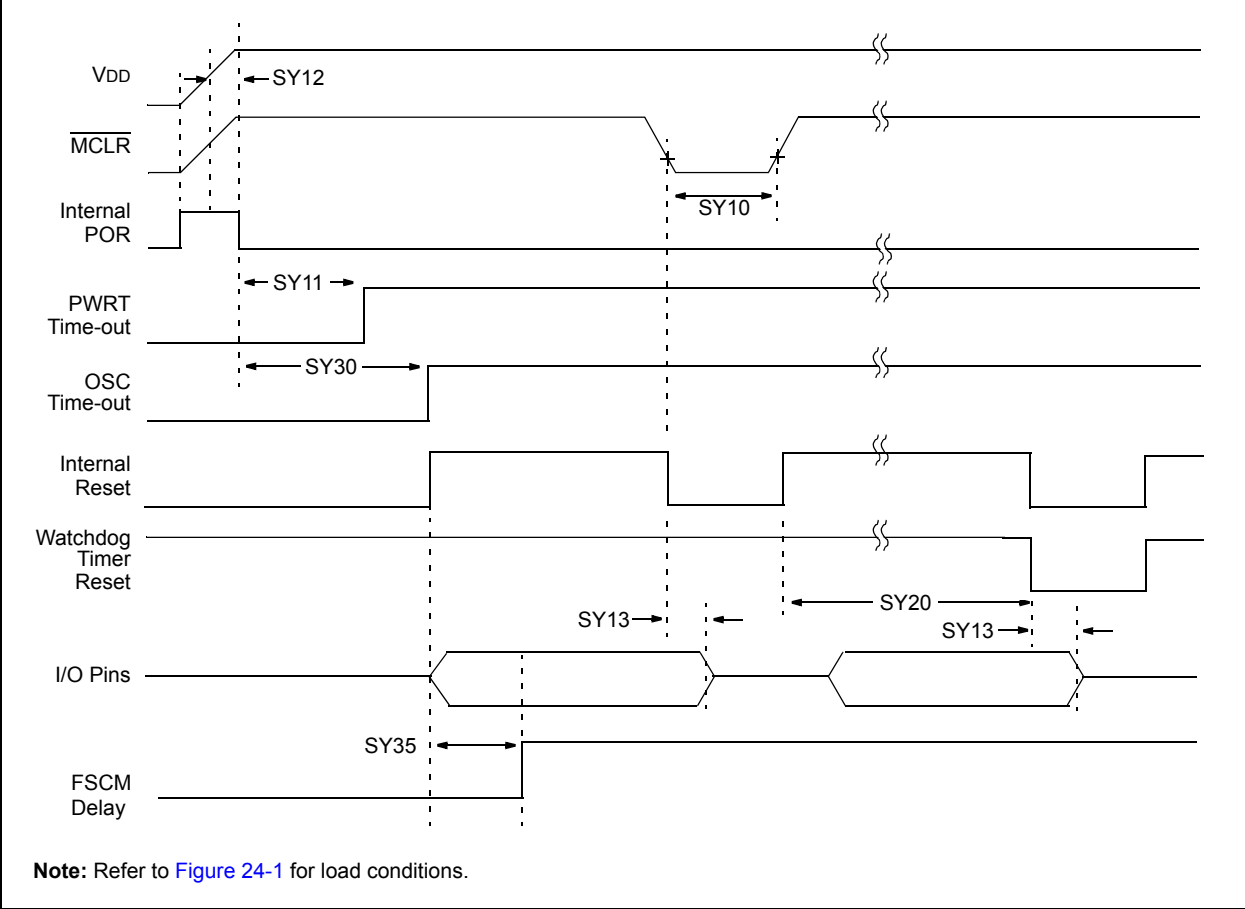 VDD
SY12
MCLR
SY10
Internal
POR
SY11
PWRT
Time-out
SY30
OSC
Time-out
Internal
Reset
Watchdog
Timer
Reset
SY20
SY13
SY13
I/O Pins
SY35
FSCM
Delay
Note: Refer to Figure 24-1 for load conditions.